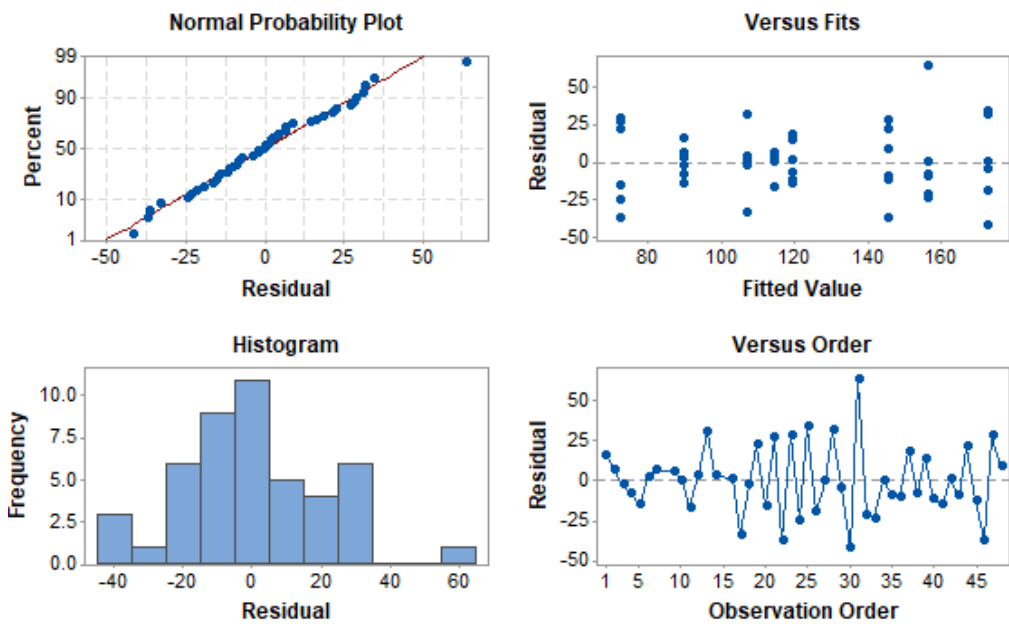 Normal Probability Plot
99
90
50
10
1
Percent
-50 -25 0 25 50
Residual
Versus Fits
50
25
0
-25
-50
Residual
80 100 120 140 160
Fitted Value
Histogram
10.0
7.5
5.0
2.5
0.0
Frequency
-40 -20 0 20 40 60
Residual
Versus Order
50
25
0
-25
-50
Residual
1 5 10 15 20 25 30 35 40 45
Observation Order